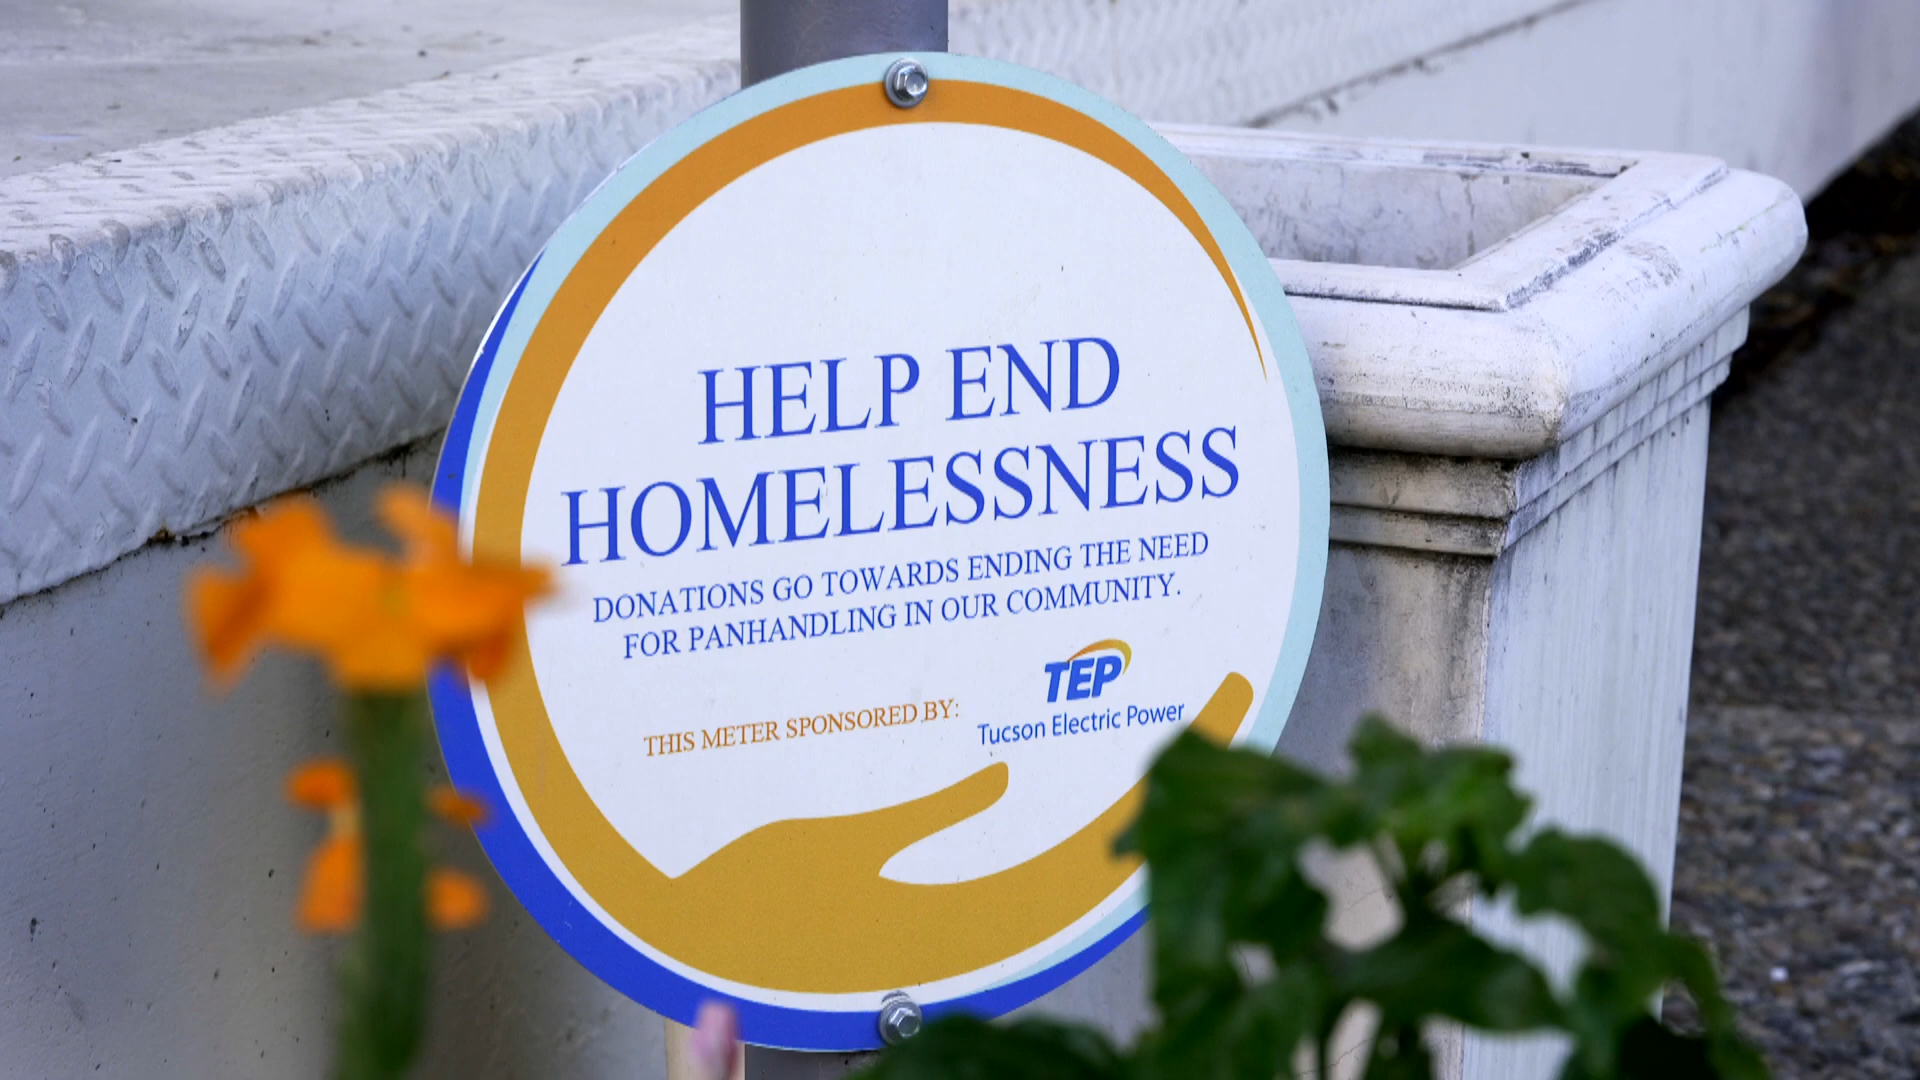 HELP END
HOMELESSNESS
DONATIONS GO TOWARDS ENDING THE NEED
FOR PANHANDLING IN OUR COMMUNITY.
THIS METER SPONSORED BY:
TEP
Tucson Electric Power